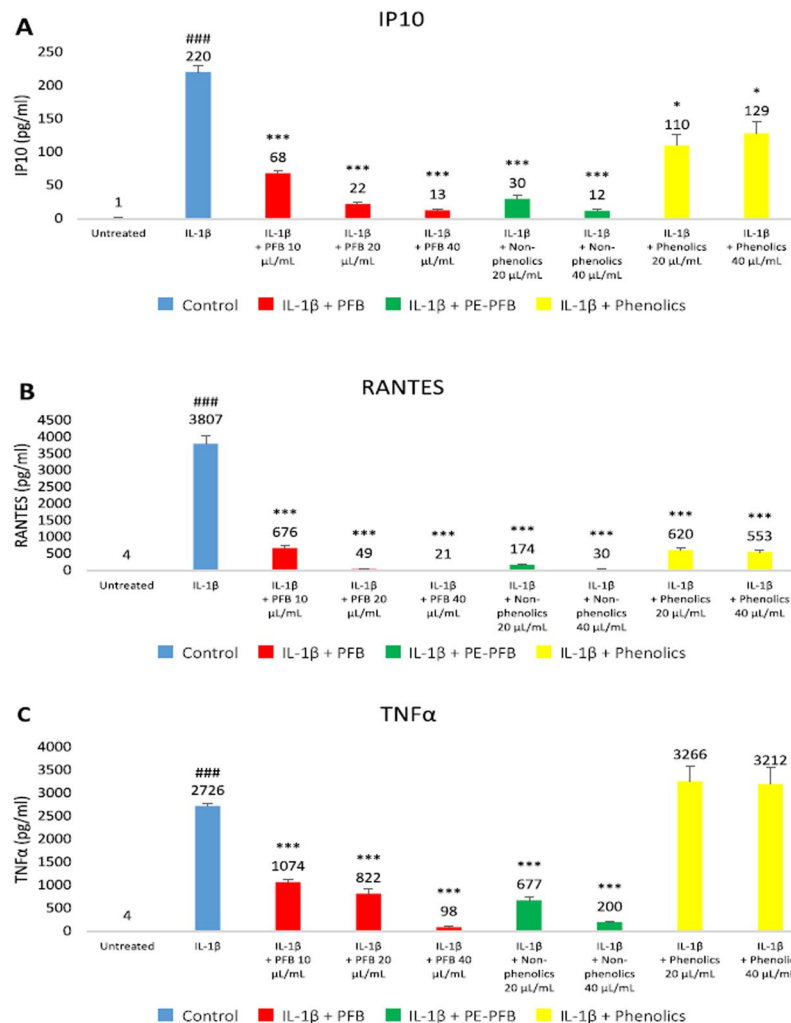 A
IP10
###
220
1
***
68
***
22
***
13
***
30
***
12
*
110
*
129
IP10 (pg/ml)
250
200
150
100
50
0
Untreated
IL-1β
IL-1β
+ PFB 10
µL/mL
IL-1β
+ PFB 20
µL/mL
IL-1β
+ PFB 40
µL/mL
IL-1β
+ Non-
phenolics
20 µL/mL
IL-1β
+ Non-
phenolics
40 µL/mL
IL-1β
+ Phenolics
20 µL/mL
IL-1β
+ Phenolics
40 µL/mL
Control IL-1β + PFB IL-1β + PE-PFB IL-1β + Phenolics
B
RANTES
###
3807
4
***
676
***
49
***
21
***
174
***
30
***
620
***
553
RANTES (pg/ml)
4500
4000
3500
3000
2500
2000
1500
1000
500
0
Untreated
IL-1β
IL-1β
+ PFB 10
µL/mL
IL-1β
+ PFB 20
µL/mL
IL-1β
+ PFB 40
µL/mL
IL-1β
+ Non-
phenolics
20 µL/mL
IL-1β
+ Non-
phenolics
40 µL/mL
IL-1β
+ Phenolics
20 µL/mL
IL-1β
+ Phenolics
40 µL/mL
Control IL-1β + PFB IL-1β + PE-PFB IL-1β + Phenolics
C
TNFα
###
2726
4
***
1074
***
822
***
98
***
677
***
200
3266
3212
TNFα (pg/ml)
4000
3500
3000
2500
2000
1500
1000
500
0
Untreated
IL-1β
IL-1β
+ PFB 10
µL/mL
IL-1β
+ PFB 20
µL/mL
IL-1β
+ PFB 40
µL/mL
IL-1β
+ Non-
phenolics
20 µL/mL
IL-1β
+ Non-
phenolics
40 µL/mL
IL-1β
+ Phenolics
20 µL/mL
IL-1β
+ Phenolics
40 µL/mL
Control IL-1β + PFB IL-1β + PE-PFB IL-1β + Phenolics